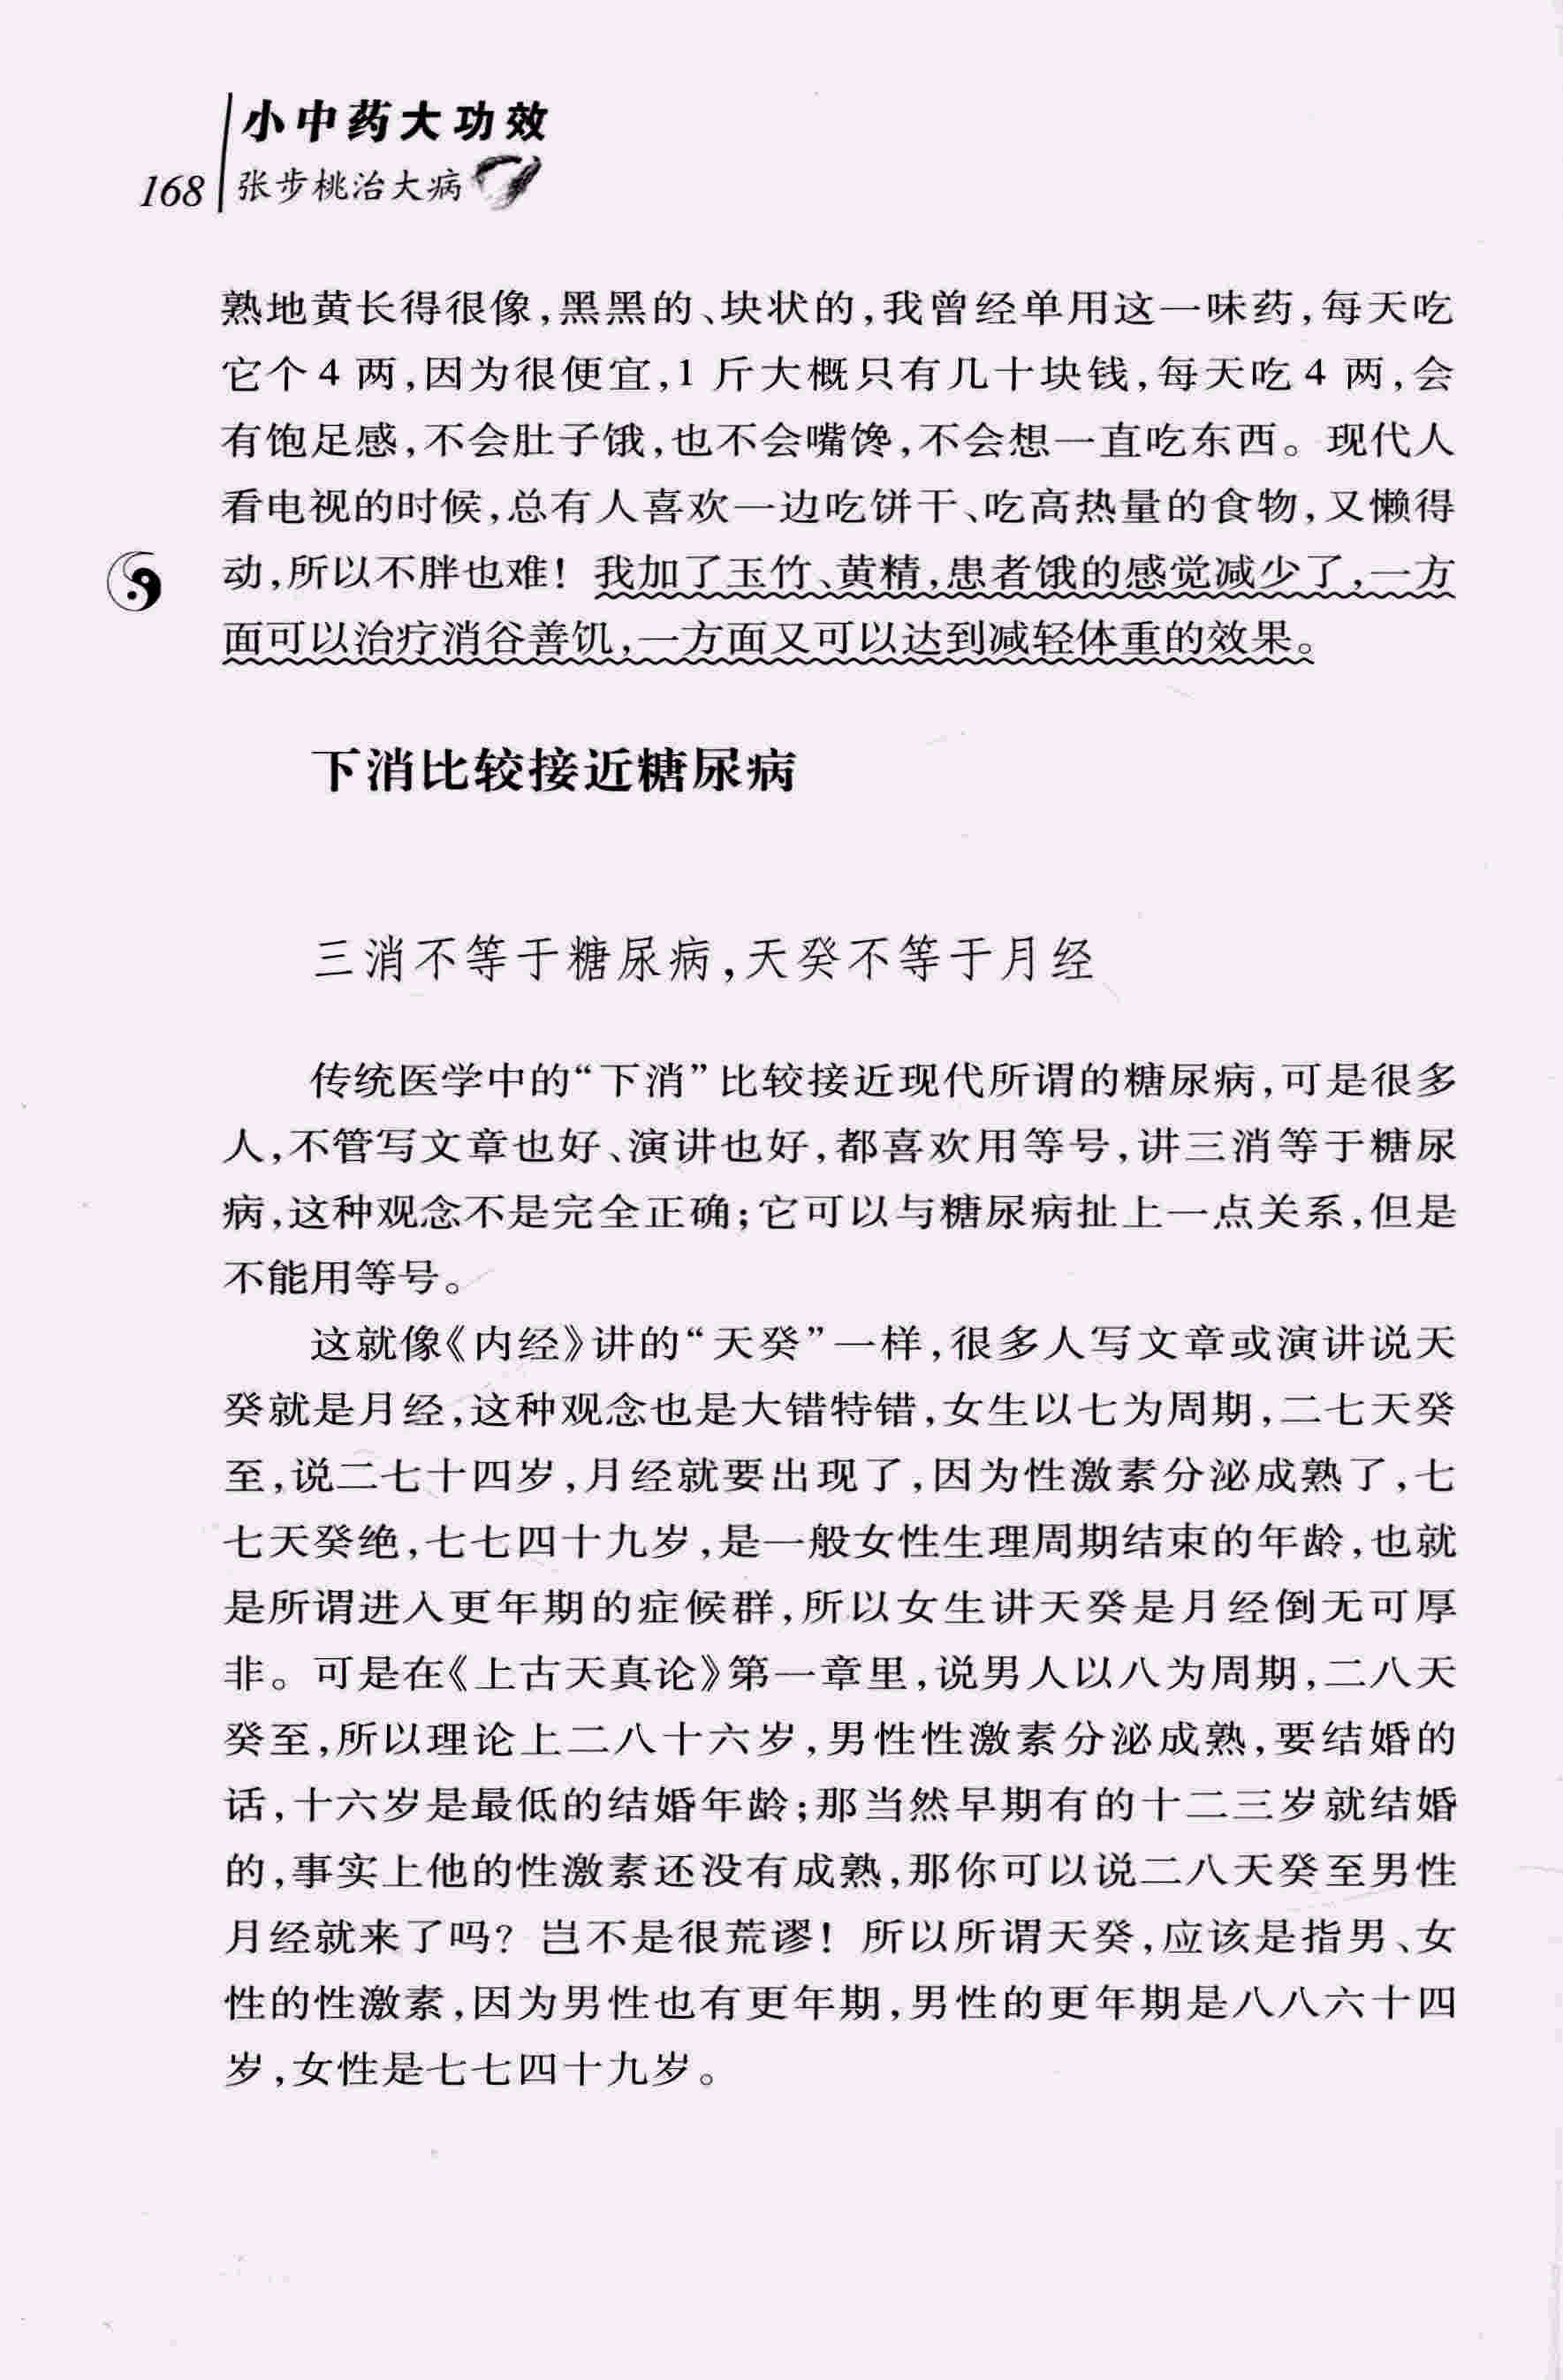 小中药大功效
168 张步桃治大病
熟地黄长得很像,黑黑的、块状的,我曾经单用这一味药,每天吃
它个4两,因为很便宜,1斤大概只有几十块钱,每天吃4两,会
有饱足感,不会肚子饿,也不会嘴馋,不会想一直吃东西。现代人
看电视的时候,总有人喜欢一边吃饼干、吃高热量的食物,又懒得
动,所以不胖也难!我加了玉竹、黄精,患者饿的感觉减少了,一方
面可以治疗消谷善饥,一方面又可以达到减轻体重的效果。
下消比较接近糖尿病
三消不等于糖尿病,天癸不等于月经
传统医学中的“下消”比较接近现代所谓的糖尿病,可是很多
人,不管写文章也好、演讲也好,都喜欢用等号,讲三消等于糖尿
病,这种观念不是完全正确;它可以与糖尿病扯上一点关系,但是
不能用等号。
这就像《内经》讲的“天癸”一样,很多人写文章或演讲说天
癸就是月经,这种观念也是大错特错,女生以七为周期,二七天癸
至,说二七十四岁,月经就要出现了,因为性激素分泌成熟了,七
七天癸绝,七七四十九岁,是一般女性生理周期结束的年龄,也就
是所谓进入更年期的症候群,所以女生讲天癸是月经倒无可厚
非。可是在《上古天真论》第一章里,说男人以八为周期,二八天
癸至,所以理论上二八十六岁,男性性激素分泌成熟,要结婚的
话,十六岁是最低的结婚年龄;那当然早期有的十二三岁就结婚
的,事实上他的性激素还没有成熟,那你可以说二八天癸至男性
月经就来了吗?岂不是很荒谬!所以所谓天癸,应该是指男、女
性的性激素,因为男性也有更年期,男性的更年期是八八六十四
岁,女性是七七四十九岁。